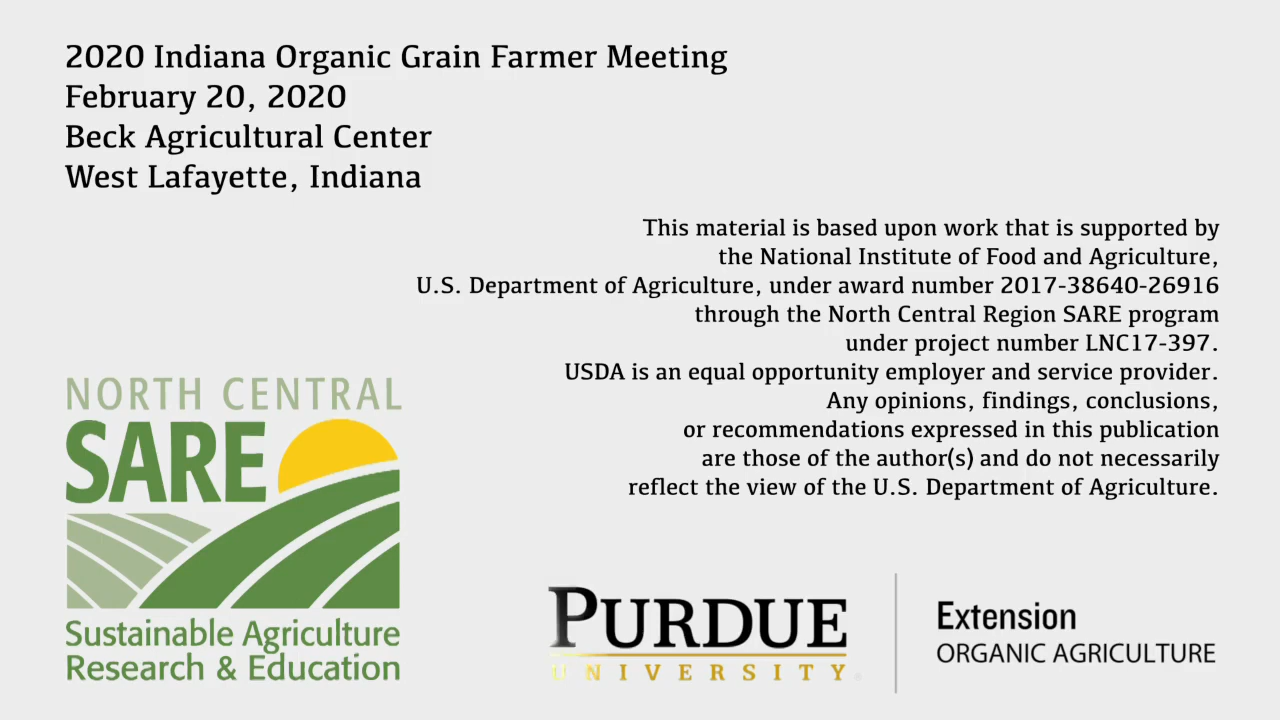 2020 Indiana Organic Grain Farmer Meeting
February 20, 2020
Beck Agricultural Center
West Lafayette, Indiana
This material is based upon work that is supported by
the National Institute of Food and Agriculture,
U.S. Department of Agriculture, under award number 2017-38640-26916
through the North Central Region SARE program
under project number LNC17-397.
USDA is an equal opportunity employer and service provider.
Any opinions, findings, conclusions,
or recommendations expressed in this publication
are those of the author(s) and do not necessarily
reflect the view of the U.S. Department of Agriculture.
NORTH CENTRAL
SARE
Sustainable Agriculture
Research & Education
PURDUE
UNIVERSITY
Extension
ORGANIC AGRICULTURE